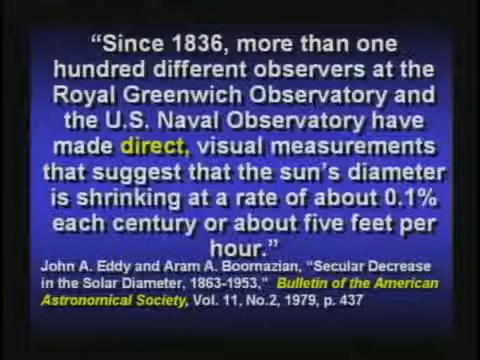 “Since 1836, more than one
hundred different observers at the
Royal Greenwich Observatory and
the U.S. Naval Observatory have
made direct, visual measurements
that suggest that the sun’s diameter
is shrinking at a rate of about 0.1%
each century or about five feet per
hour.”
John A. Eddy and Aram A. Boornazian, “Secular Decrease
in the Solar Diameter, 1863-1953,” Bulletin of the American
Astronomical Society, Vol. 11, No.2, 1979, p. 437